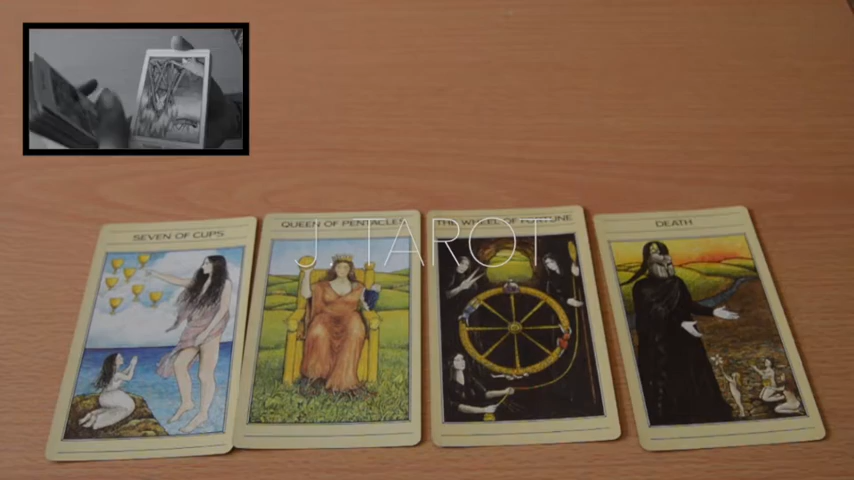 SEVEN OF CUPS
QUEEN OF PENTACLES
THE WHEEL OF FORTUNE
DEATH
J. TAROT